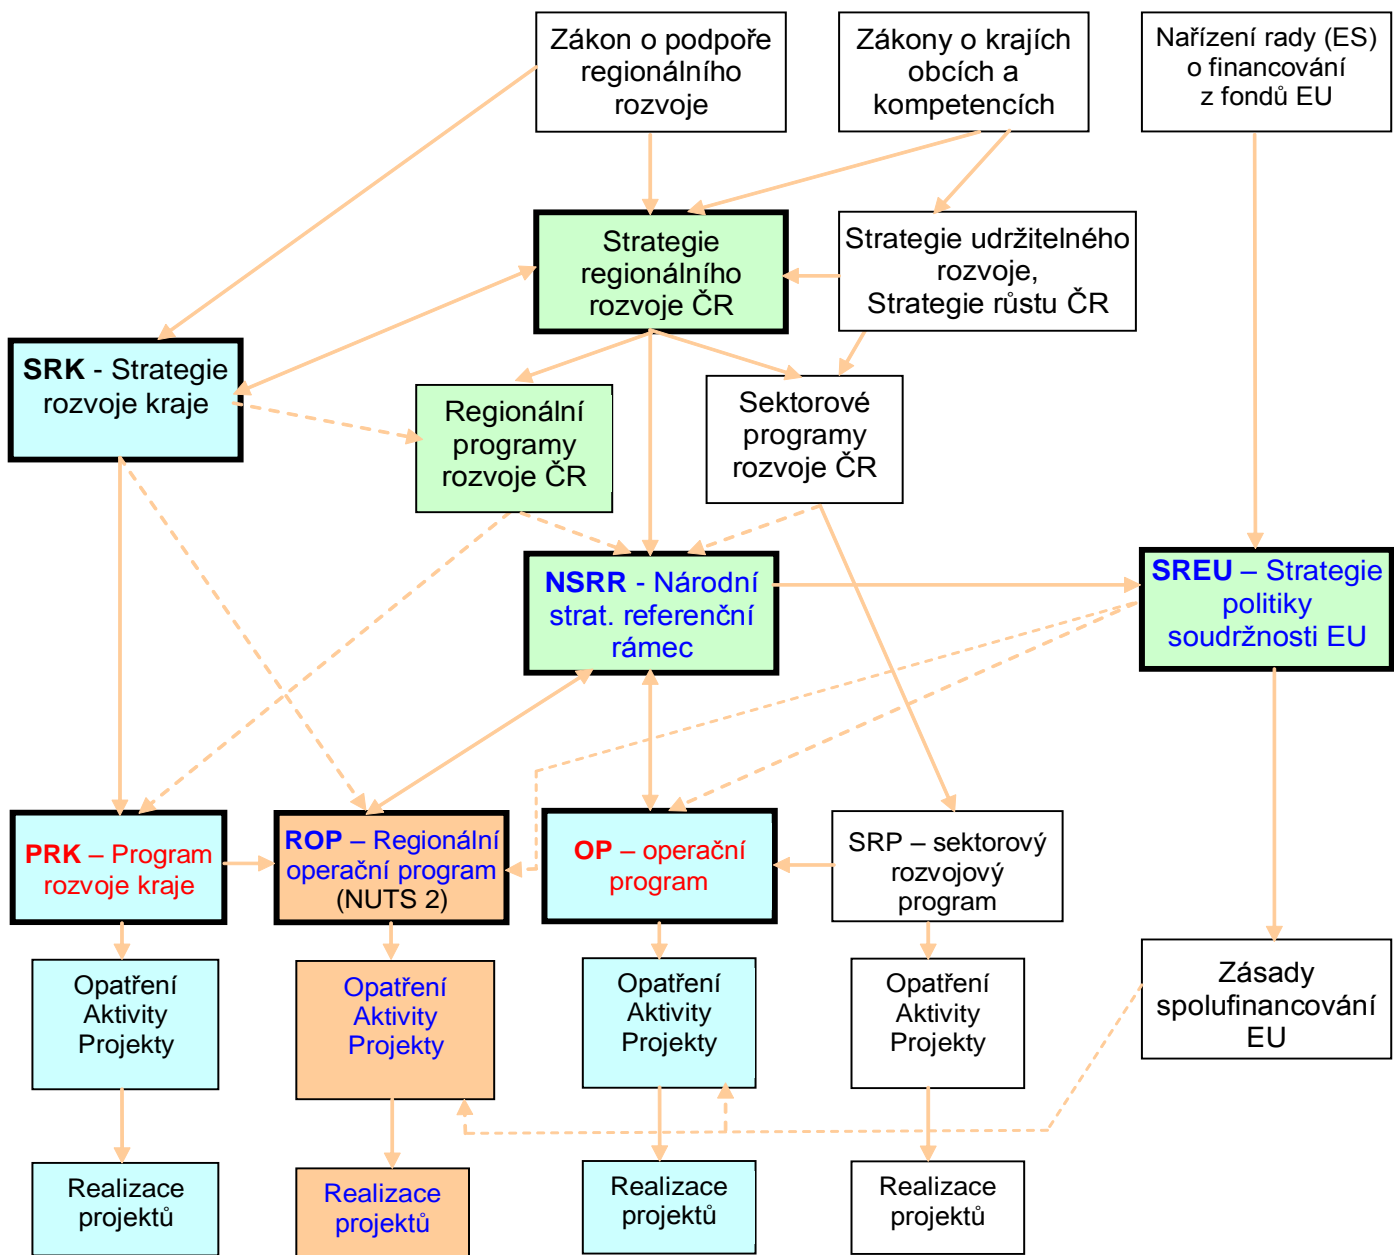 Zákon o podpoře
regionálního
rozvoje
Zákony o krajích
obcích a
kompetencích
Nařízení rady (ES)
o financování
z fondů EU
Strategie
regionálního
rozvoje ČR
Strategie udržitelného
rozvoje,
Strategie růstu ČR
SRK - Strategie
rozvoje kraje
Regionální
programy
rozvoje ČR
Sektorové
programy
rozvoje ČR
NSRR - Národní
strat. referenční
rámec
SREU – Strategie
politiky
soudržnosti EU
PRK – Program
rozvoje kraje
ROP – Regionální
operační program
(NUTS 2)
OP – operační
program
SRP – sektorový
rozvojový
program
Opatření
Aktivity
Projekty
Opatření
Aktivity
Projekty
Opatření
Aktivity
Projekty
Opatření
Aktivity
Projekty
Zásady
spolufinancování
EU
Realizace
projektů
Realizace
projektů
Realizace
projektů
Realizace
projektů